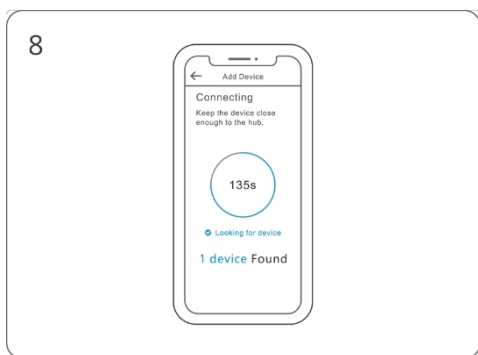 8
Add Device
Connecting
Keep the device close
enough to the hub.
135s
Looking for device
1 device Found